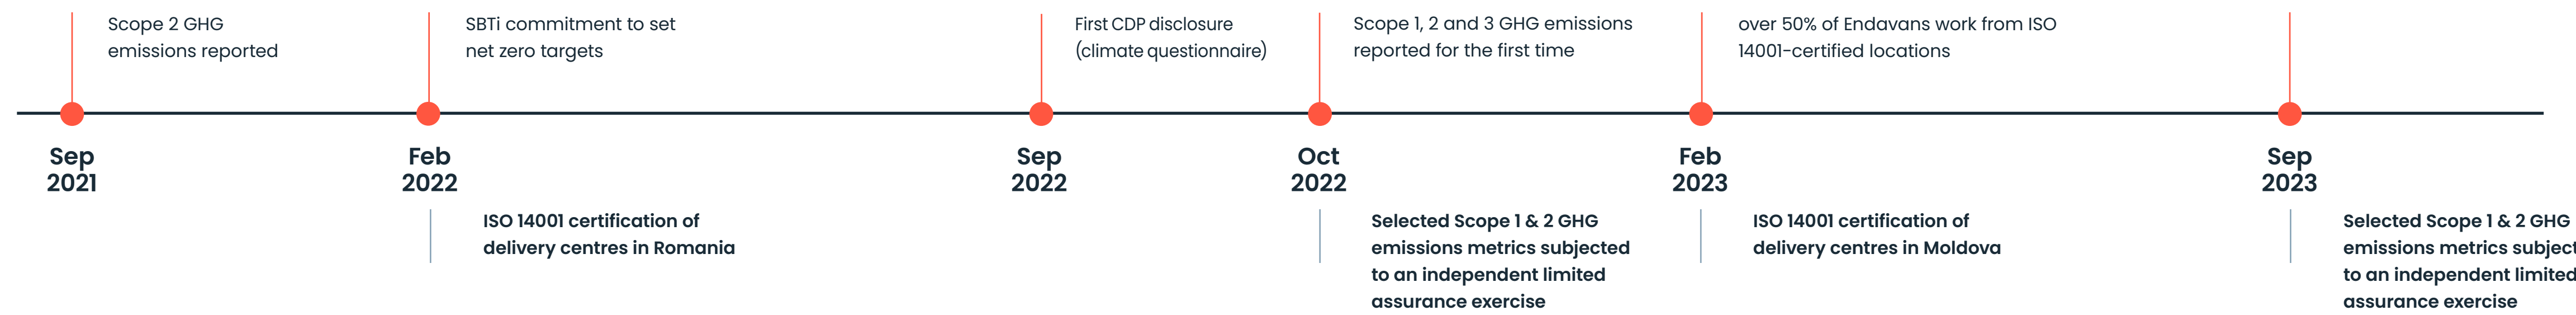 Scope 2 GHG
emissions reported
SBTi commitment to set
net zero targets
First CDP disclosure
(climate questionnaire)
Scope 1, 2 and 3 GHG emissions
reported for the first time
over 50% of Endavans work from ISO
14001-certified locations
Sep
2021
Feb
2022
Sep
2022
Oct
2022
Feb
2023
Sep
2023
ISO 14001 certification of
delivery centres in Romania
Selected Scope 1 & 2 GHG
emissions metrics subjected
to an independent limited
assurance exercise
ISO 14001 certification of
delivery centres in Moldova
Selected Scope 1 & 2 GHG
emissions metrics subject
to an independent limited
assurance exercise